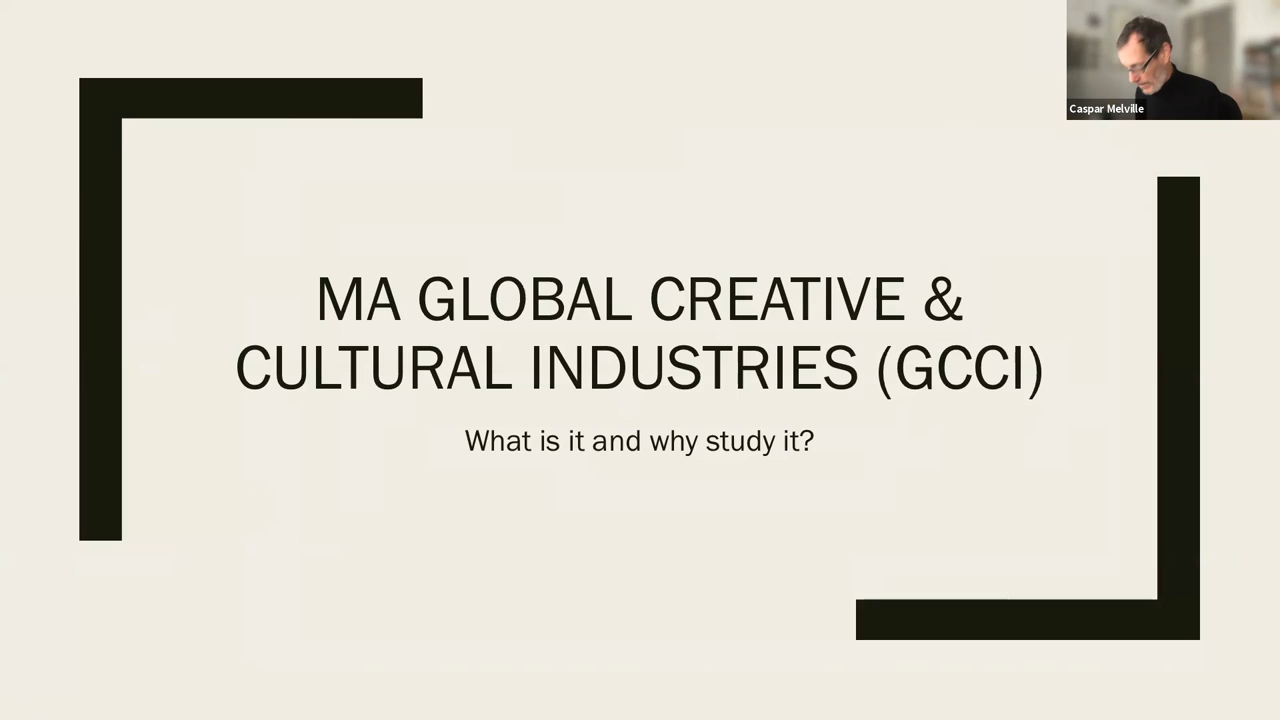 Caspar Melville
MA GLOBAL CREATIVE &
CULTURAL INDUSTRIES (GCCI)
What is it and why study it?